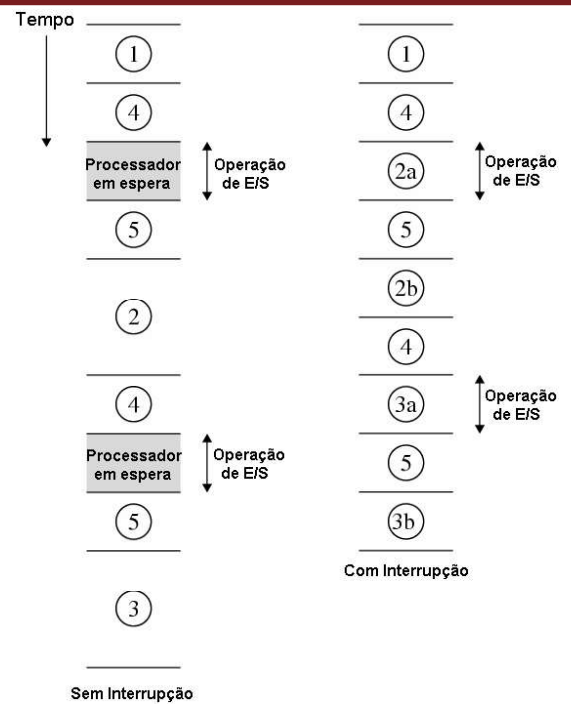 Tempo
1
4
Processador
em espera
Operação
de E/S
5
2
4
Processador
em espera
Operação
de E/S
5
3
Sem Interrupção
1
4
2a
Operação
de E/S
5
2b
4
3a
Operação
de E/S
5
3b
Com Interrupção